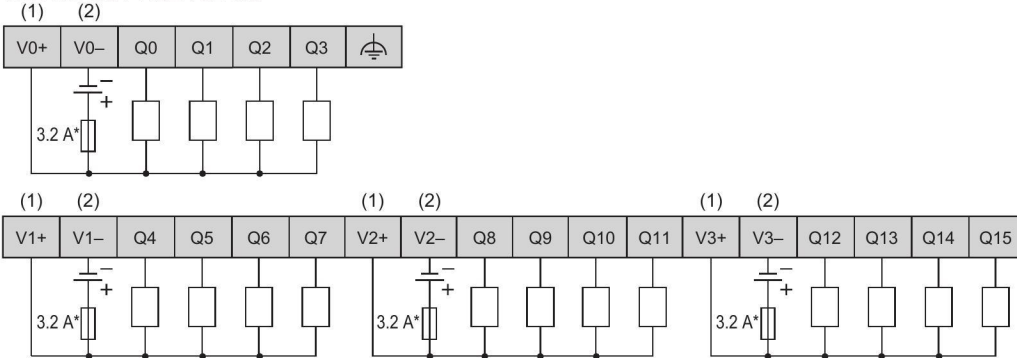 (1) (2)
V0+ V0– Q0 Q1 Q2 Q3
–
+
3.2 A*
(1) (2) (1) (2) (1) (2)
V1+ V1– Q4 Q5 Q6 Q7 V2+ V2– Q8 Q9 Q10 Q11 V3+ V3– Q12 Q13 Q14 Q15
– – –
+ + +
3.2 A* 3.2 A* 3.2 A*